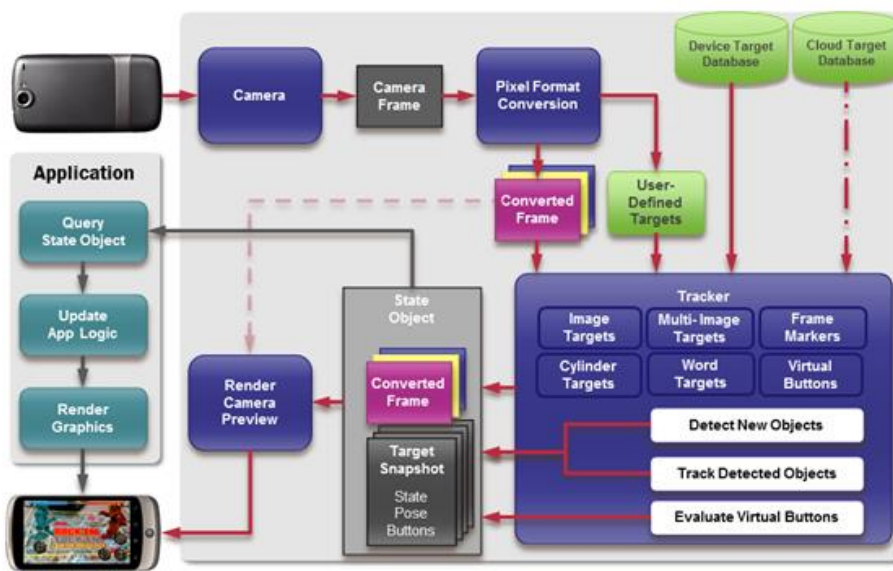 Camera
Camera
Frame
Pixel Format
Conversion
Device Target
Database
Cloud Target
Database
Application
Query
State Object
Update
App Logic
Render
Graphics
Converted
Frame
User-
Defined
Targets
State
Object
Converted
Frame
Target
Snapshot
State
Pose
Buttons
Render
Camera
Preview
Tracker
Image
Targets
Multi-Image
Targets
Frame
Markers
Cylinder
Targets
Word
Targets
Virtual
Buttons
Detect New Objects
Track Detected Objects
Evaluate Virtual Buttons